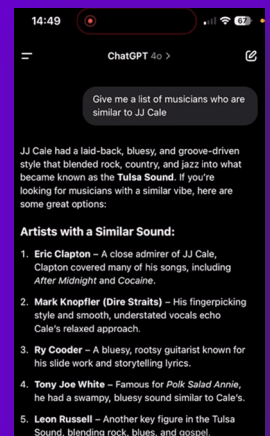 14:49
67
ChatGPT 4o >
Give me a list of musicians who are
similar to JJ Cale
JJ Cale had a laid-back, bluesy, and groove-driven
style that blended rock, country, and jazz into what
became known as the Tulsa Sound. If you're
looking for musicians with a similar vibe, here are
some great options:
Artists with a Similar Sound:
1. Eric Clapton – A close admirer of JJ Cale,
Clapton covered many of his songs, including
After Midnight and Cocaine.
2. Mark Knopfler (Dire Straits) – His fingerpicking
style and smooth, understated vocals echo
Cale's relaxed approach.
3. Ry Cooder – A bluesy, rootsy guitarist known for
his slide work and storytelling lyrics.
4. Tony Joe White – Famous for Polk Salad Annie,
he had a swampy, bluesy sound similar to Cale's.
5. Leon Russell – Another key figure in the Tulsa
Sound, blending rock, blues, and gospel.